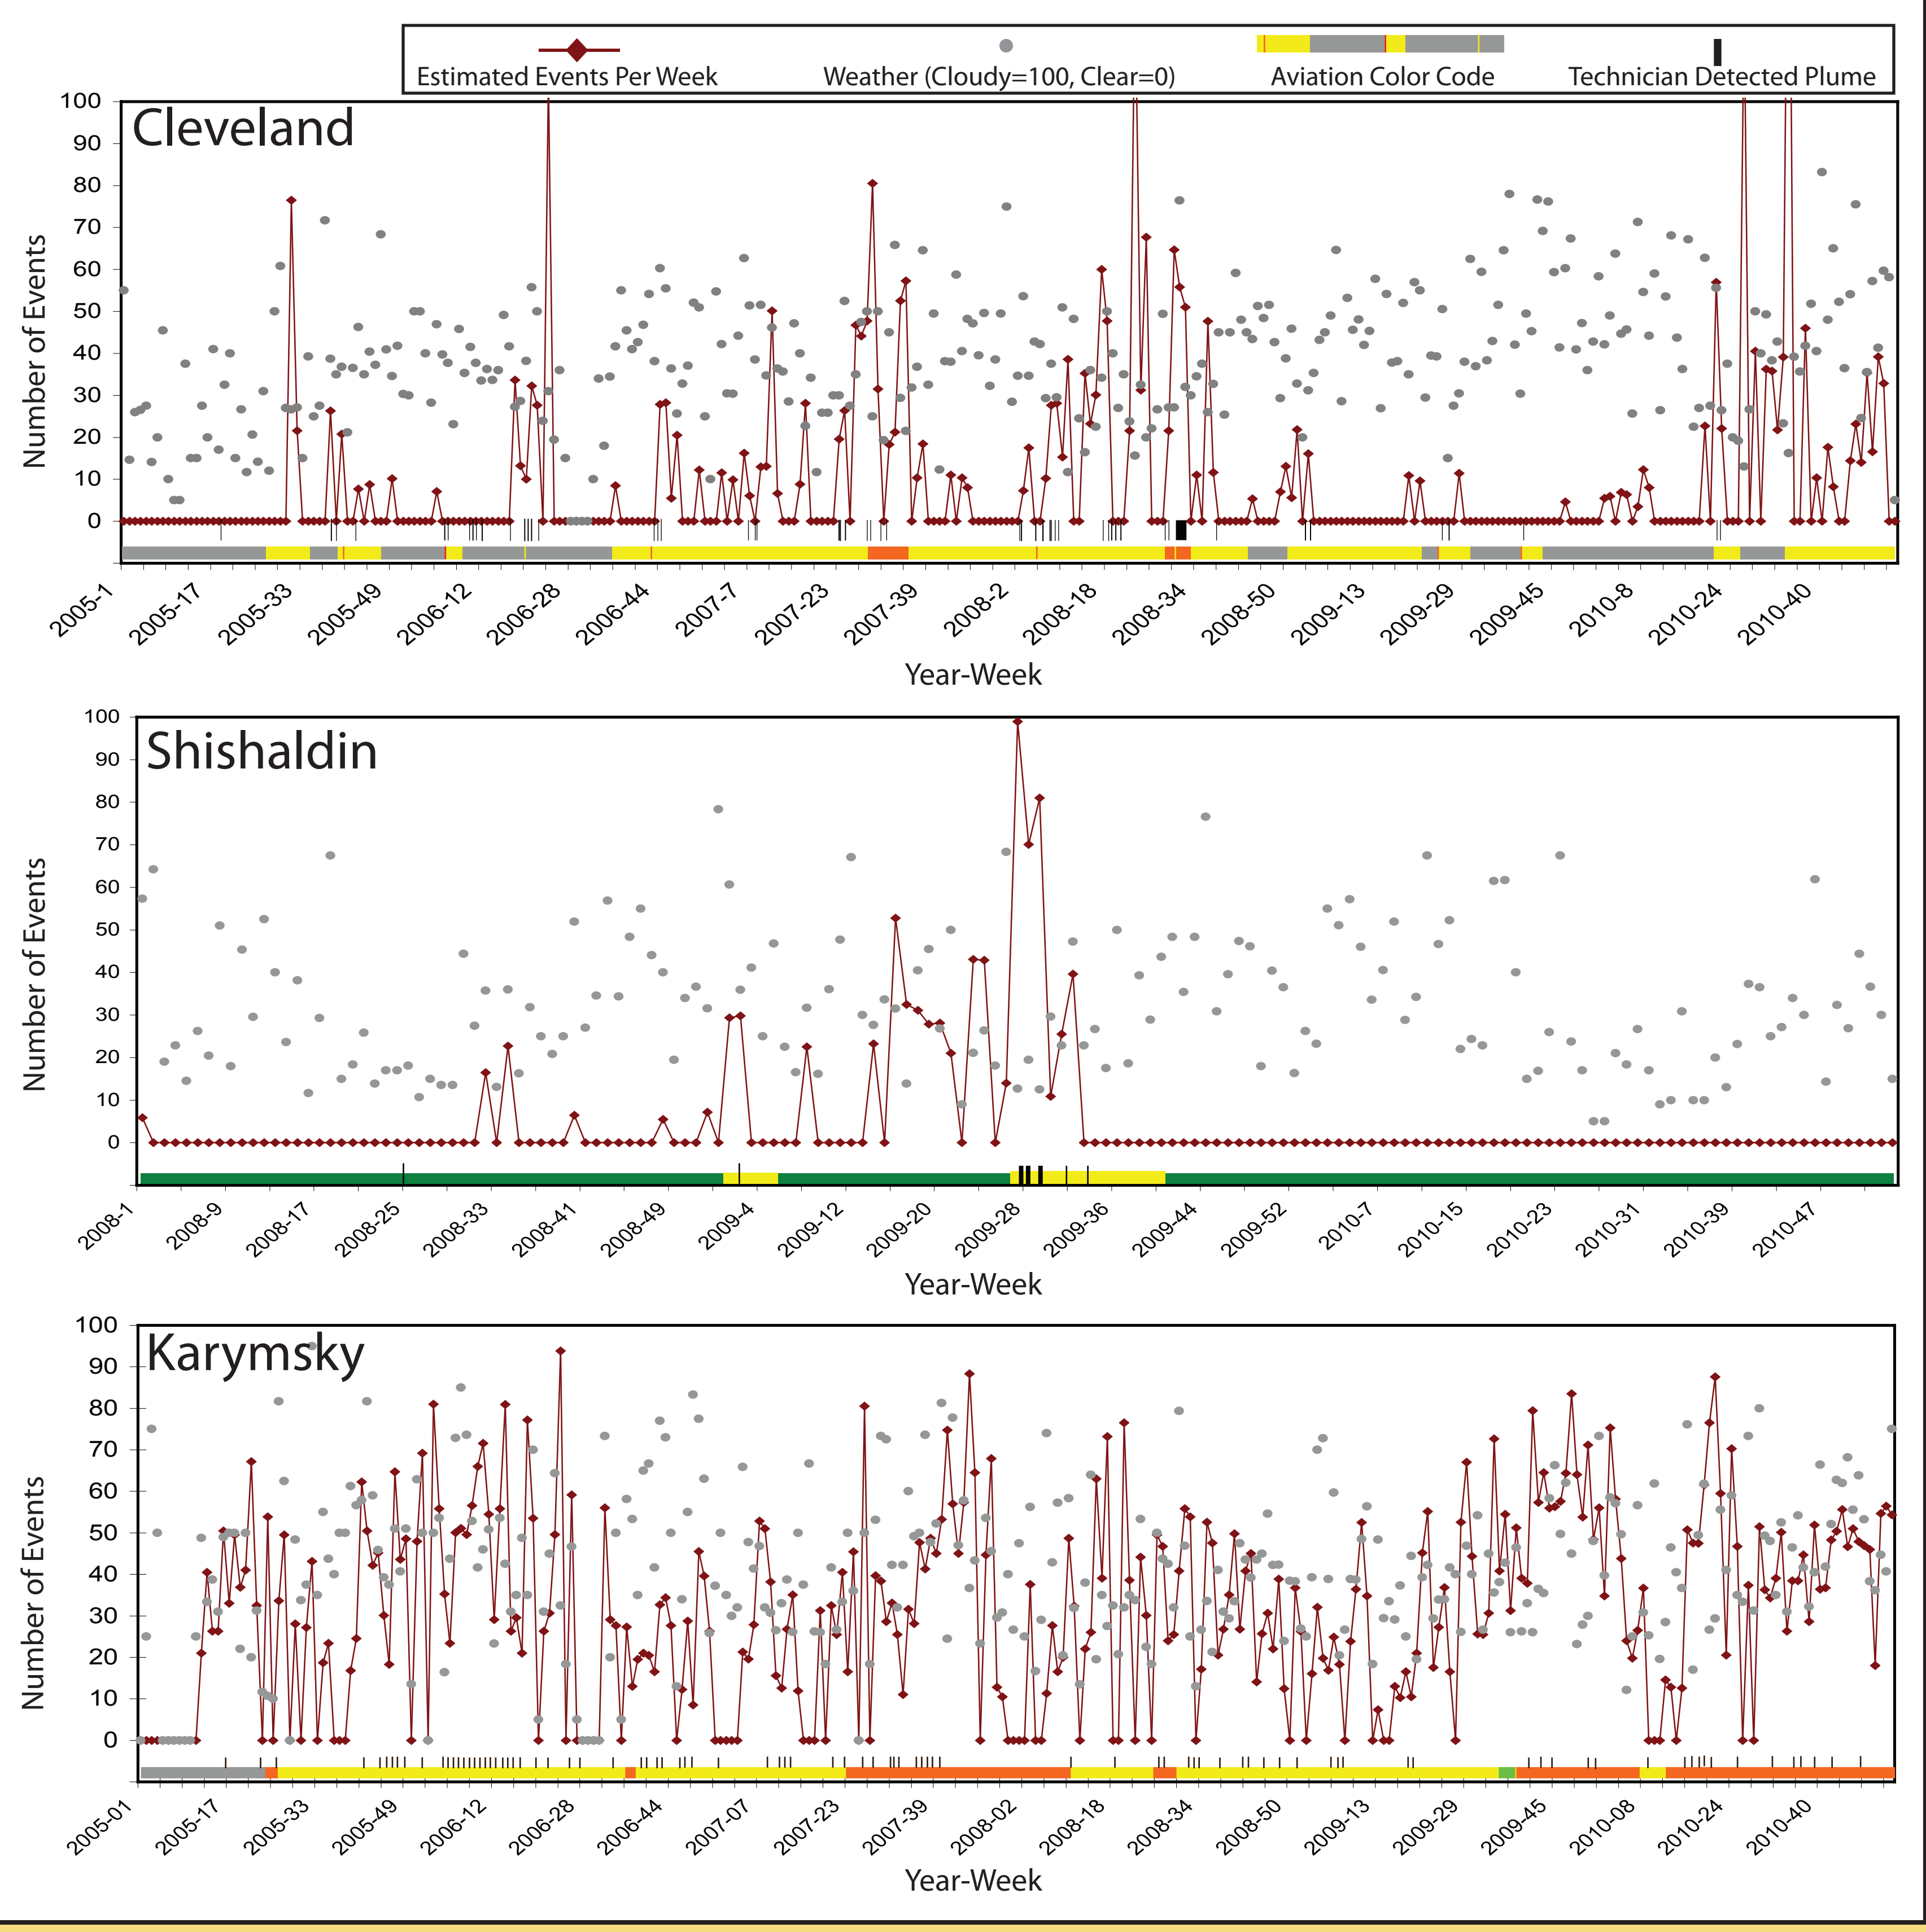 Estimated Events Per Week Weather (Cloudy=100, Clear=0) Aviation Color Code Technician Detected Plume
Cleveland
Number of Events
100
90
80
70
60
50
40
30
20
10
0
2005-1 2005-17 2005-33 2005-49 2006-12 2006-28 2006-44 2007-7 2007-23 2007-39 2008-2 2008-18 2008-34 2008-50 2009-13 2009-29 2009-45 2010-8 2010-24 2010-40
Year-Week
Shishaldin
Number of Events
100
90
80
70
60
50
40
30
20
10
0
2008-1 2008-9 2008-17 2008-25 2008-33 2008-41 2008-49 2009-4 2009-12 2009-20 2009-28 2009-36 2009-44 2009-52 2010-7 2010-15 2010-23 2010-31 2010-39 2010-47
Year-Week
Karymsky
Number of Events
100
90
80
70
60
50
40
30
20
10
0
2005-01 2005-17 2005-33 2005-49 2006-12 2006-28 2006-44 2007-07 2007-23 2007-39 2008-02 2008-18 2008-34 2008-50 2009-13 2009-29 2009-45 2010-08 2010-24 2010-40
Year-Week